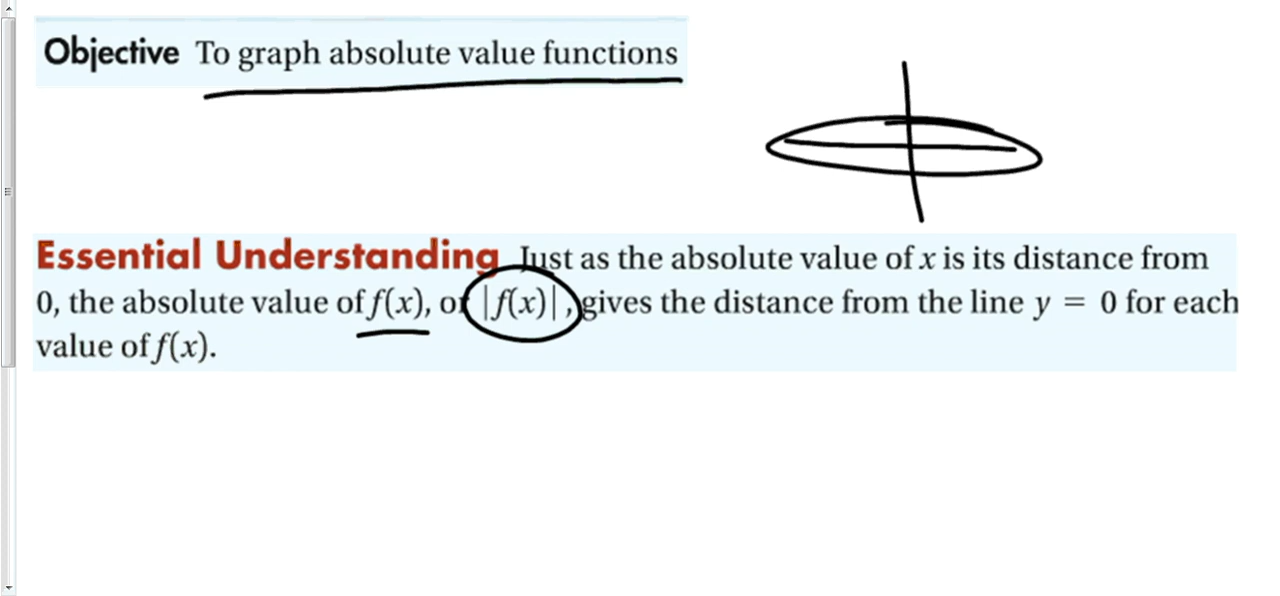 Objective To graph absolute value functions
Essential Understanding Just as the absolute value of x is its distance from
0, the absolute value of f(x), or |f(x)|, gives the distance from the line y = 0 for each
value of f(x).